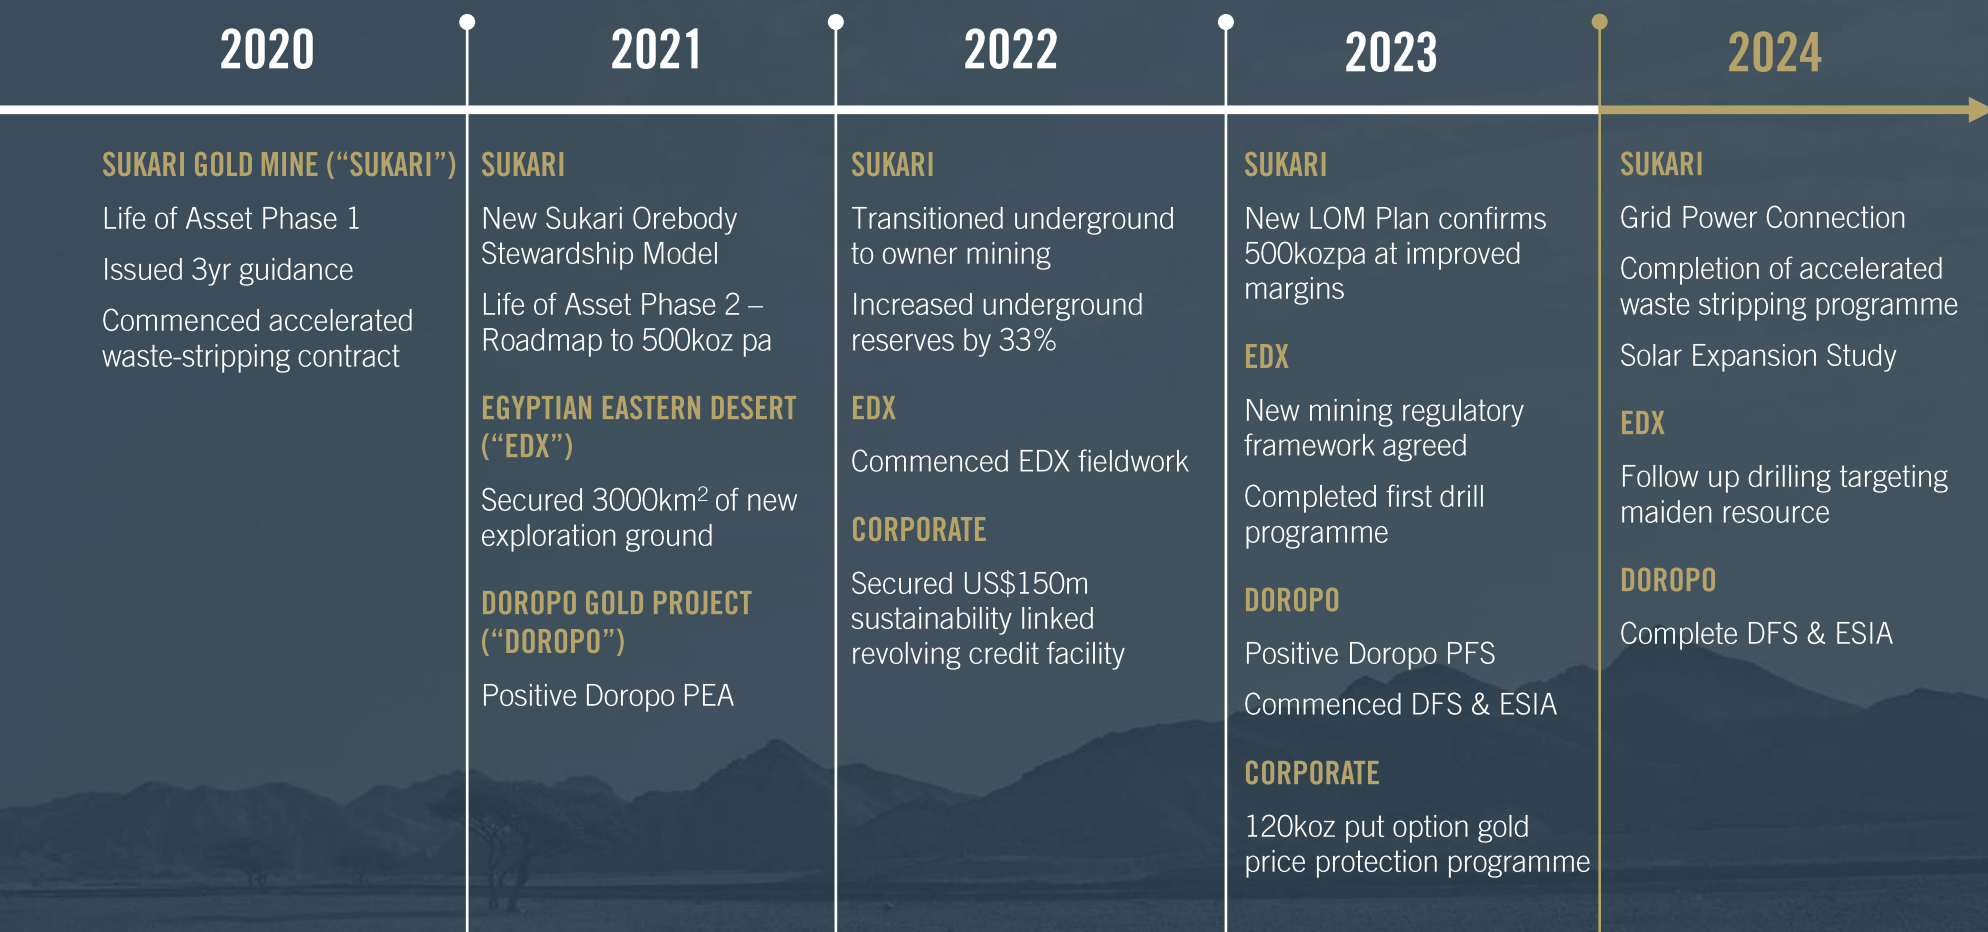 2020
2021
2022
2023
2024
SUKARI GOLD MINE (“SUKARI”)
Life of Asset Phase 1
Issued 3yr guidance
Commenced accelerated
waste-stripping contract
SUKARI
New Sukari Orebody
Stewardship Model
Life of Asset Phase 2 –
Roadmap to 500koz pa
EGYPTIAN EASTERN DESERT
(“EDX”)
Secured 3000km² of new
exploration ground
DOROPO GOLD PROJECT
(“DOROPO”)
Positive Doropo PEA
SUKARI
Transitioned underground
to owner mining
Increased underground
reserves by 33%
EDX
Commenced EDX fieldwork
CORPORATE
Secured US$150m
sustainability linked
revolving credit facility
SUKARI
New LOM Plan confirms
500kozpa at improved
margins
EDX
New mining regulatory
framework agreed
Completed first drill
programme
DOROPO
Positive Doropo PFS
Commenced DFS & ESIA
CORPORATE
120koz put option gold
price protection programme
SUKARI
Grid Power Connection
Completion of accelerated
waste stripping programme
Solar Expansion Study
EDX
Follow up drilling targeting
maiden resource
DOROPO
Complete DFS & ESIA